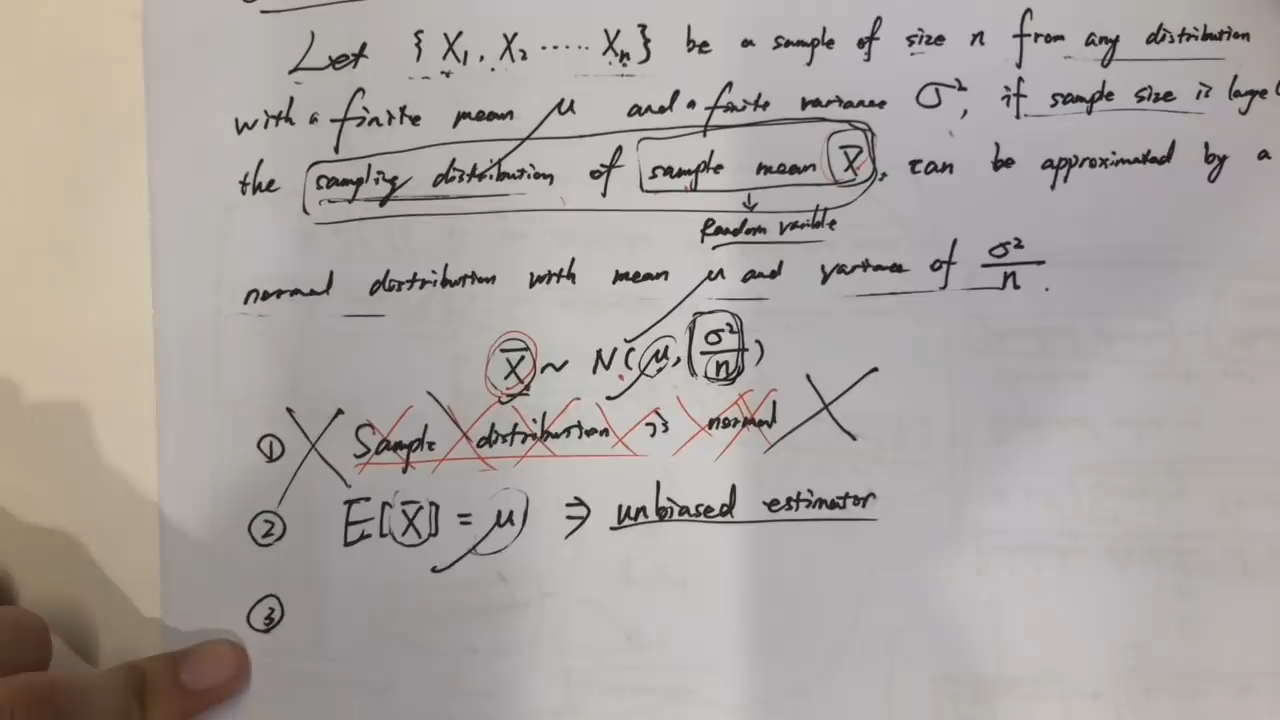 Let {X₁, X₂ ..... Xₙ} be a sample of size n from any distribution
with a finite mean μ and a finite variance σ², if sample size is large
the sampling distribution of sample mean X̄, can be approximated by a
Random varible
normal distribution with mean μ and variance of σ²/n.
X̄ ~ N(μ, σ²/n)
① Sample distribution is normal
② E[X̄] = μ ⇒ unbiased estimator
③